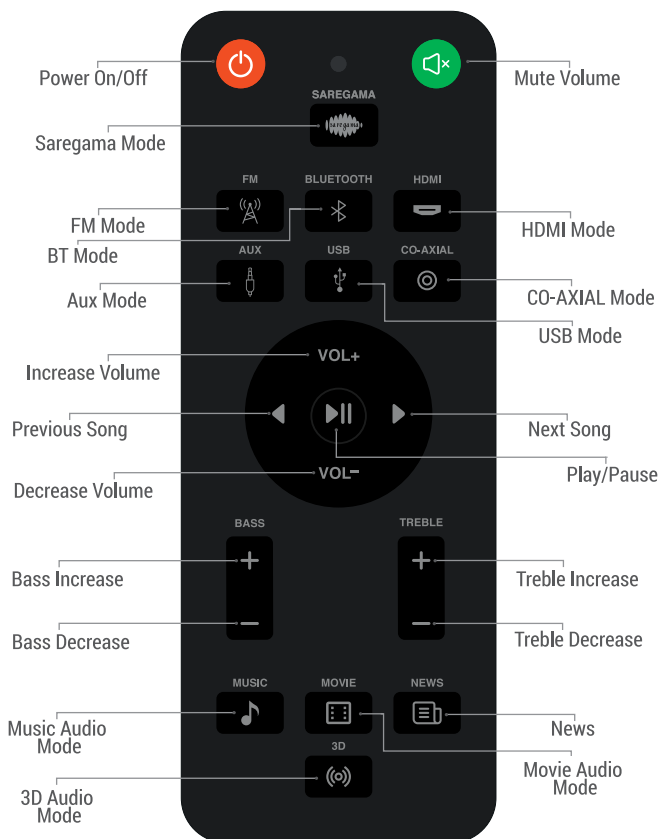 Power On/Off
Mute Volume
SAREGAMA
saregama
Saregama Mode
FM
BLUETOOTH
HDMI
FM Mode
HDMI Mode
BT Mode
AUX
USB
CO-AXIAL
Aux Mode
CO-AXIAL Mode
USB Mode
VOL+
Increase Volume
Previous Song
Next Song
Play/Pause
VOL-
Decrease Volume
BASS
TREBLE
+
+
Bass Increase
Treble Increase
-
-
Bass Decrease
Treble Decrease
MUSIC
MOVIE
NEWS
Music Audio
Mode
News
3D
Movie Audio
Mode
3D Audio
Mode